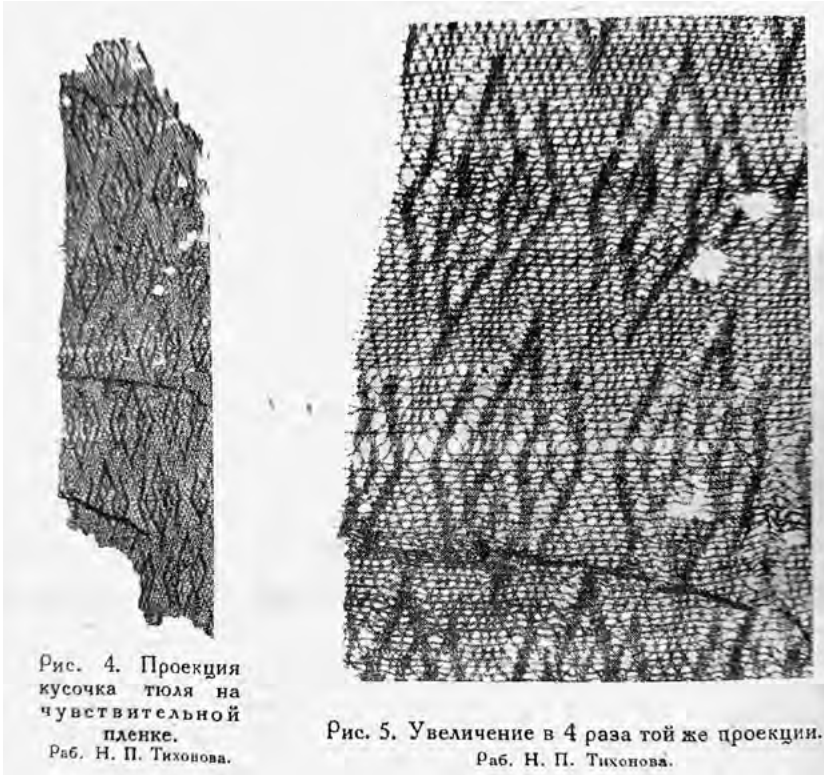 Рис. 4. Проекция
кусочка тюля на
чувствительной
пленке.
Раб. Н. П. Тихонова.
Рис. 5. Увеличение в 4 раза той же проекции.
Раб. Н. П. Тихонова.